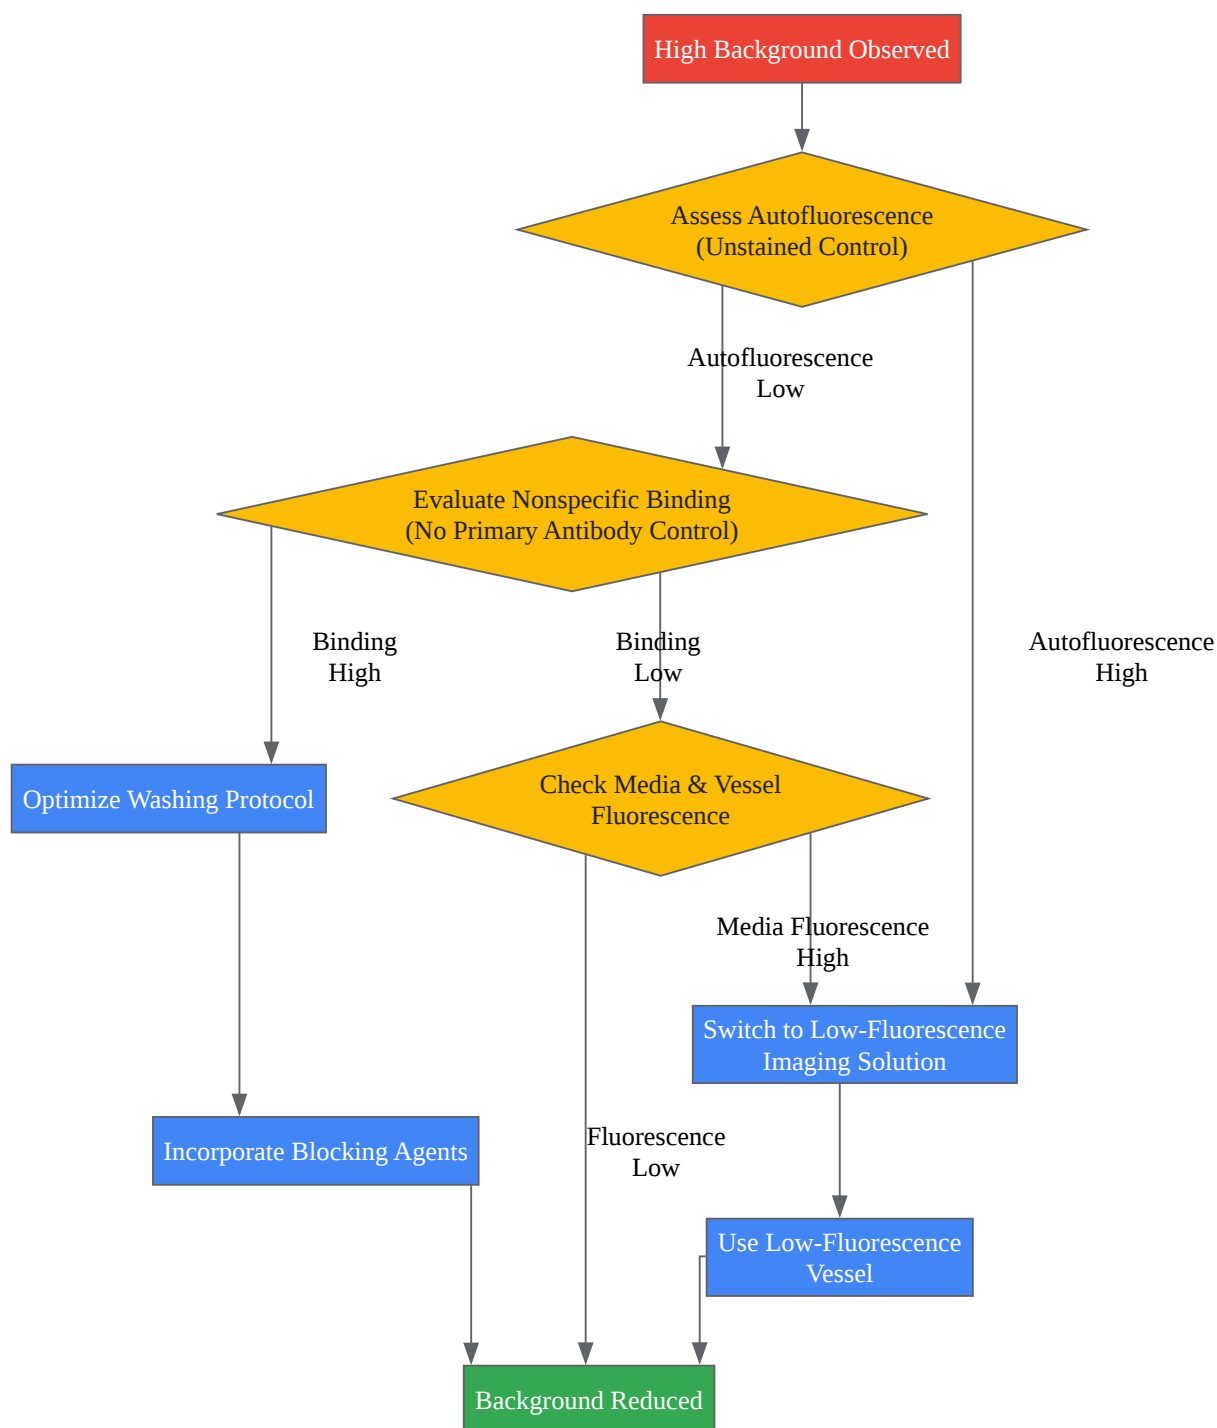 High Background Observed
Assess Autofluorescence
(Unstained Control)
Autofluorescence
Low
Evaluate Nonspecific Binding
(No Primary Antibody Control)
Binding
High
Binding
Low
Autofluorescence
High
Optimize Washing Protocol
Check Media & Vessel
Fluorescence
Media Fluorescence
High
Switch to Low-Fluorescence
Imaging Solution
Incorporate Blocking Agents
Fluorescence
Low
Use Low-Fluorescence
Vessel
Background Reduced